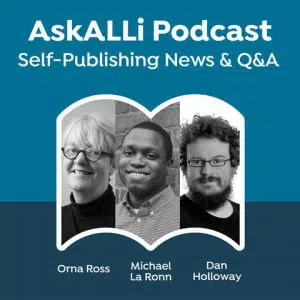 AskALLi Podcast
Self-Publishing News & Q&A
Orna Ross
Michael
La Ronn
Dan
Holloway